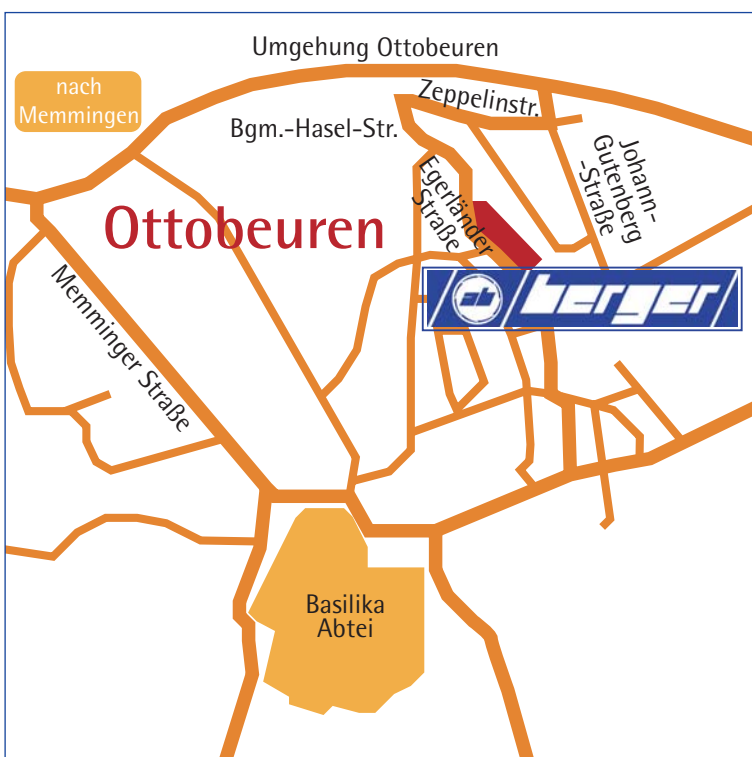 Umgehung Ottobeuren
nach
Memmingen
Zeppelinstr.
Bgm.-Hasel-Str.
Johann-
Gutenberg
-Straße
Egerländer
Straße
Ottobeuren
ab berger
Memminger Straße
Basilika
Abtei